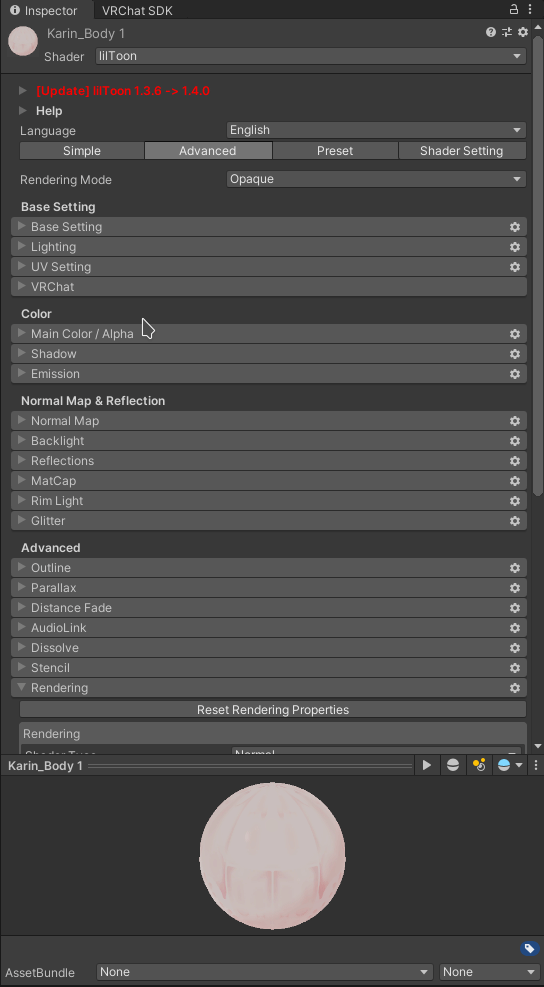 Inspector VRChat SDK
Karin_Body 1
Shader lilToon
[Update] lilToon 1.3.6 -> 1.4.0
Help
Language English
Simple Advanced Preset Shader Setting
Rendering Mode Opaque
Base Setting
Base Setting
Lighting
UV Setting
VRChat
Color
Main Color / Alpha
Shadow
Emission
Normal Map & Reflection
Normal Map
Backlight
Reflections
MatCap
Rim Light
Glitter
Advanced
Outline
Parallax
Distance Fade
AudioLink
Dissolve
Stencil
Rendering
Reset Rendering Properties
Rendering
Shader Type Normal
Karin_Body 1
AssetBundle None None